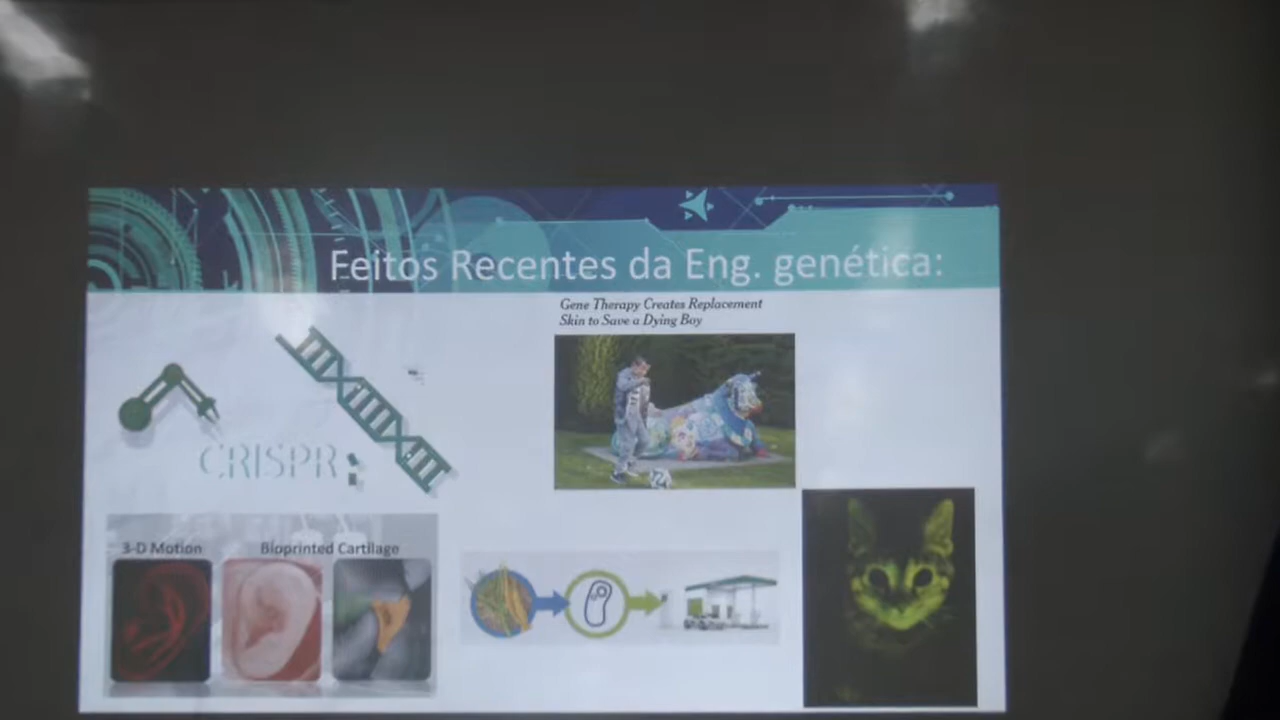 Feitos Recentes da Eng. genética:
Gene Therapy Creates Replacement
Skin to Save a Dying Boy
CRISPR
3-D Motion
Bioprinted Cartilage